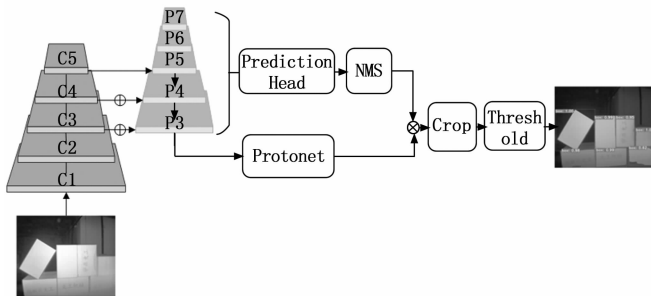 P7
P6
P5
P4
P3
C5
C4
C3
C2
C1
Prediction
Head
NMS
Protonet
Crop
Thresh
old